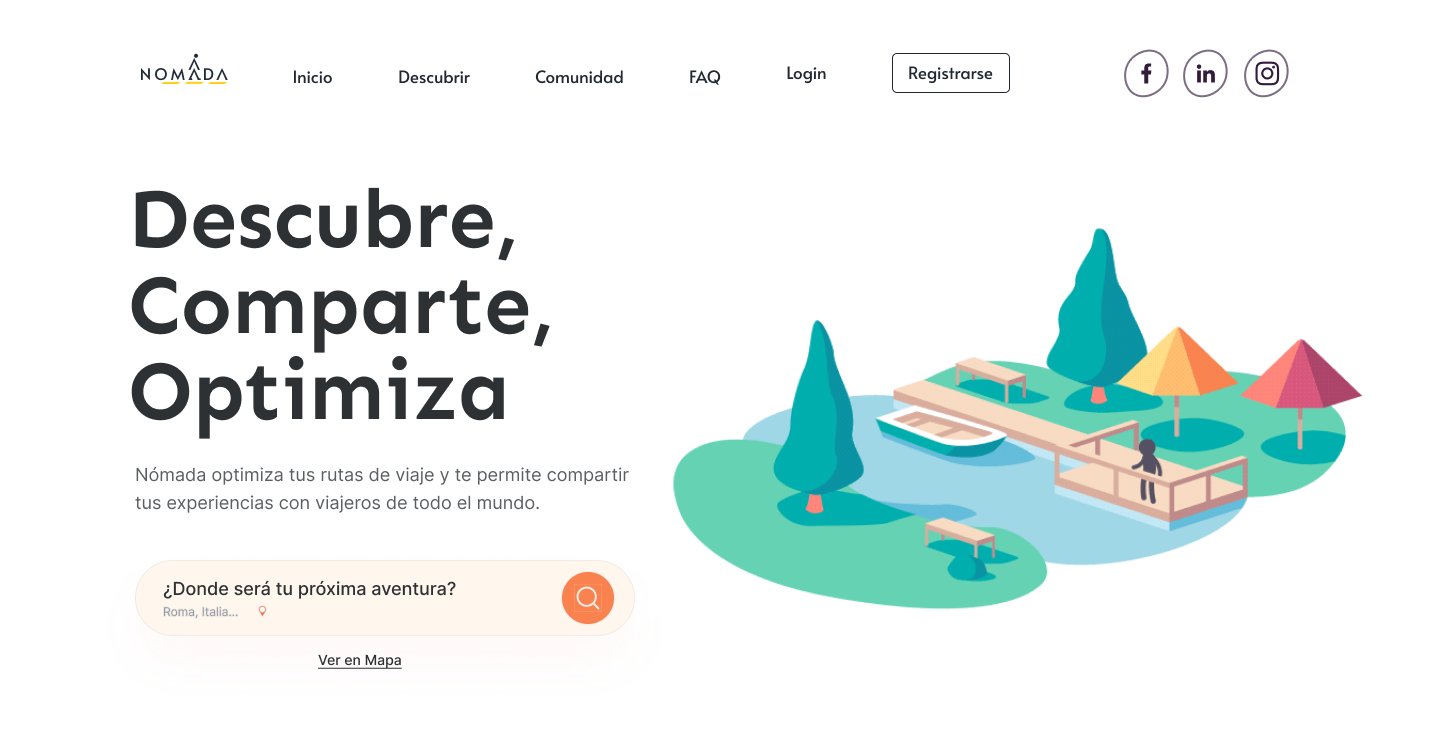 NOMADA
Inicio
Descubrir
Comunidad
FAQ
Login
Registrarse
Descubre,
Comparte,
Optimiza
Nómada optimiza tus rutas de viaje y te permite compartir
tus experiencias con viajeros de todo el mundo.
¿Donde será tu próxima aventura?
Roma, Italia...
Ver en Mapa